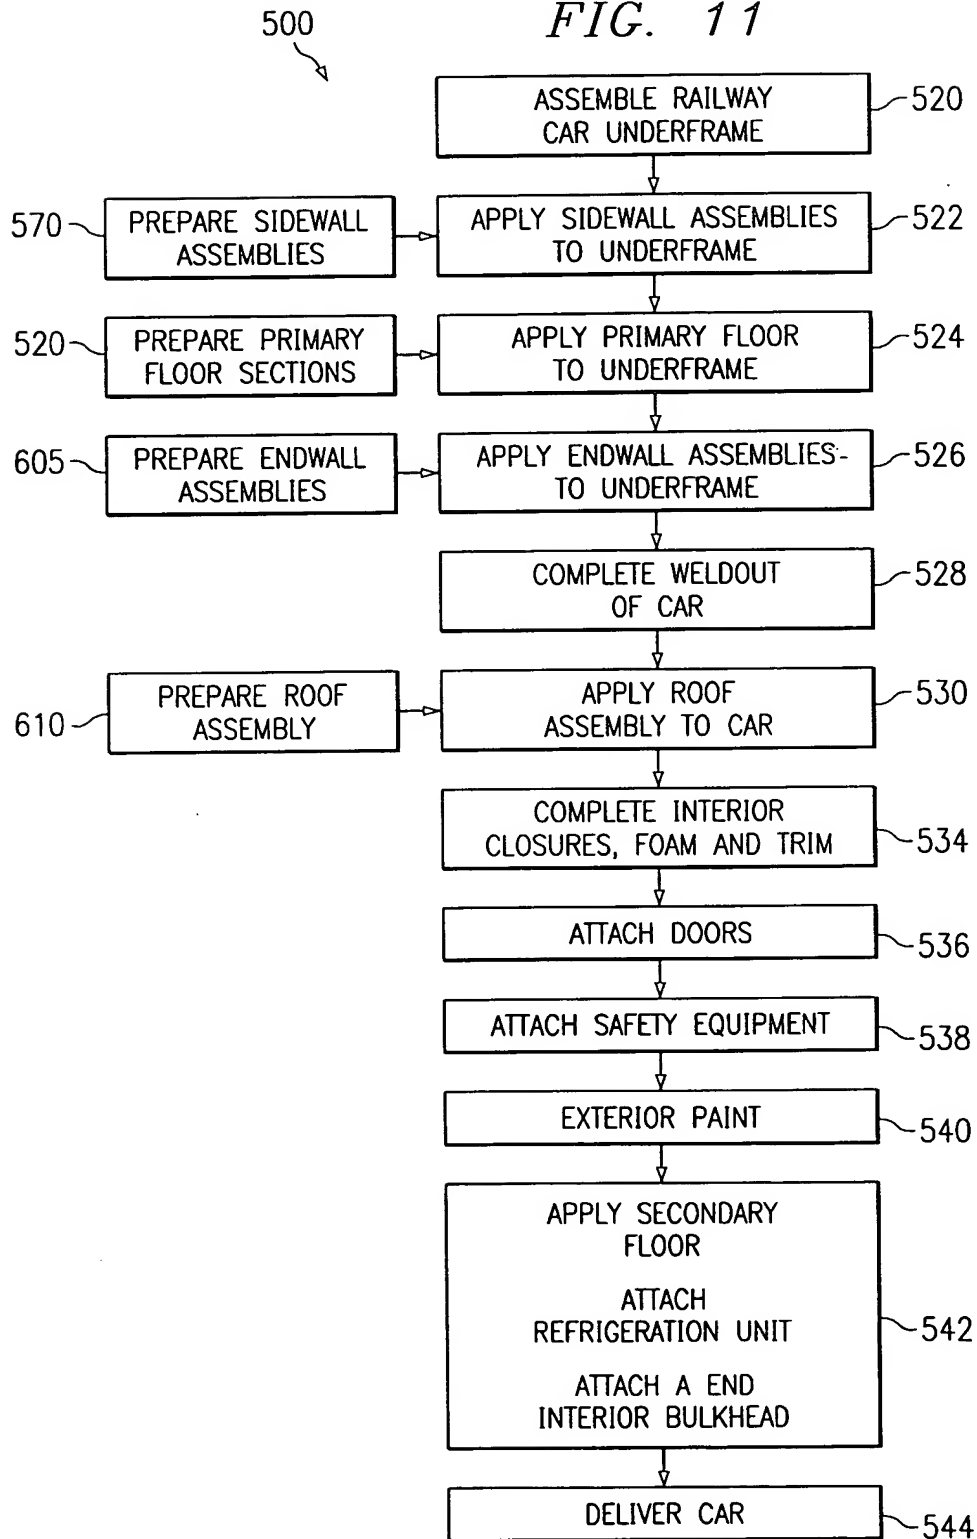 FIG. 11
500
ASSEMBLE RAILWAY
CAR UNDERFRAME
520
570
PREPARE SIDEWALL
ASSEMBLIES
APPLY SIDEWALL ASSEMBLIES
TO UNDERFRAME
522
520
PREPARE PRIMARY
FLOOR SECTIONS
APPLY PRIMARY FLOOR
TO UNDERFRAME
524
605
PREPARE ENDWALL
ASSEMBLIES
APPLY ENDWALL ASSEMBLIES
TO UNDERFRAME
526
COMPLETE WELDOUT
OF CAR
528
610
PREPARE ROOF
ASSEMBLY
APPLY ROOF
ASSEMBLY TO CAR
530
COMPLETE INTERIOR
CLOSURES, FOAM AND TRIM
534
ATTACH DOORS
536
ATTACH SAFETY EQUIPMENT
538
EXTERIOR PAINT
540
APPLY SECONDARY
FLOOR
ATTACH
REFRIGERATION UNIT
ATTACH A END
INTERIOR BULKHEAD
542
DELIVER CAR
544